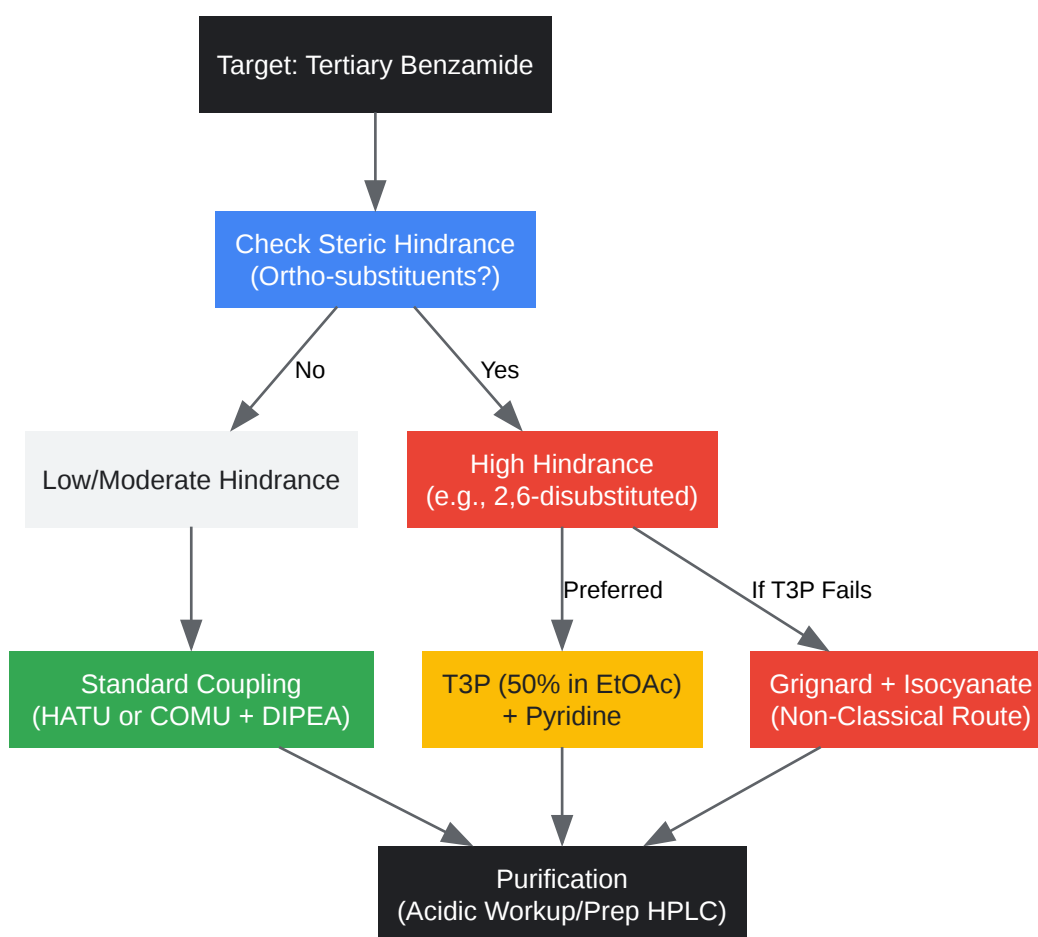 Target: Tertiary Benzamide
Check Steric Hindrance
(Ortho-substituents?)
No
Yes
Low/Moderate Hindrance
High Hindrance
(e.g., 2,6-disubstituted)
Preferred
If T3P Fails
Standard Coupling
(HATU or COMU + DIPEA)
T3P (50% in EtOAc)
+ Pyridine
Grignard + Isocyanate
(Non-Classical Route)
Purification
(Acidic Workup/Prep HPLC)